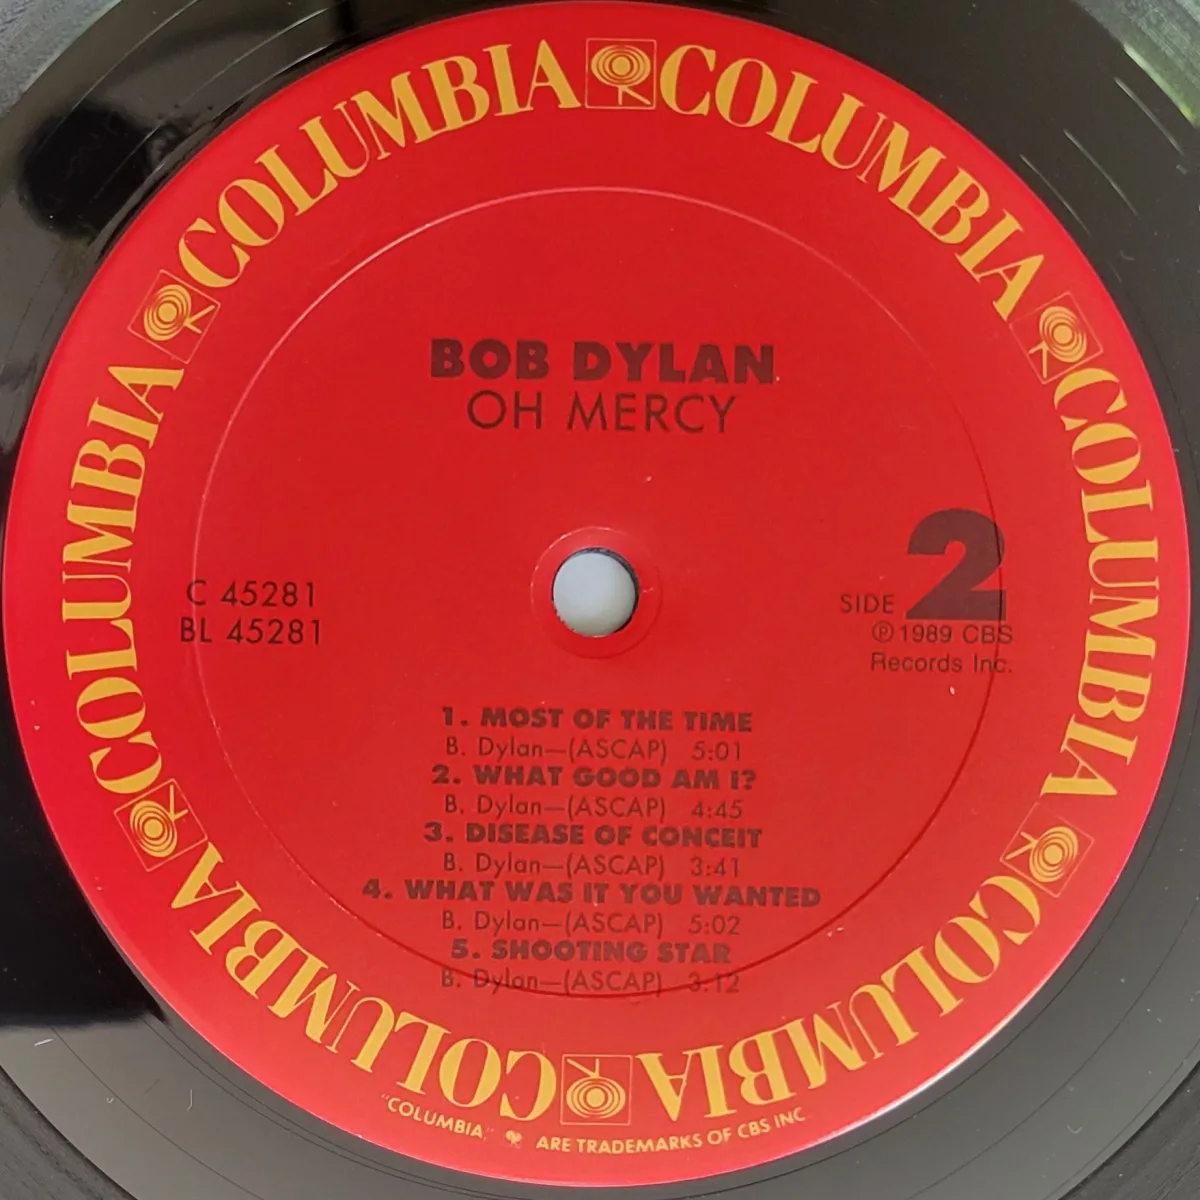 COLUMBIA COLUMBIA COLUMBIA COLUMBIA COLUMBIA COLUMBIA
BOB DYLAN
OH MERCY
C 45281
BL 45281
SIDE 2
℗ 1989 CBS
Records Inc.
1. MOST OF THE TIME
B. Dylan—(ASCAP) 5:01
2. WHAT GOOD AM I?
B. Dylan—(ASCAP) 4:45
3. DISEASE OF CONCEIT
B. Dylan—(ASCAP) 3:41
4. WHAT WAS IT YOU WANTED
B. Dylan—(ASCAP) 5:02
5. SHOOTING STAR
B. Dylan—(ASCAP) 3:12
"COLUMBIA," ARE TRADEMARKS OF CBS INC.